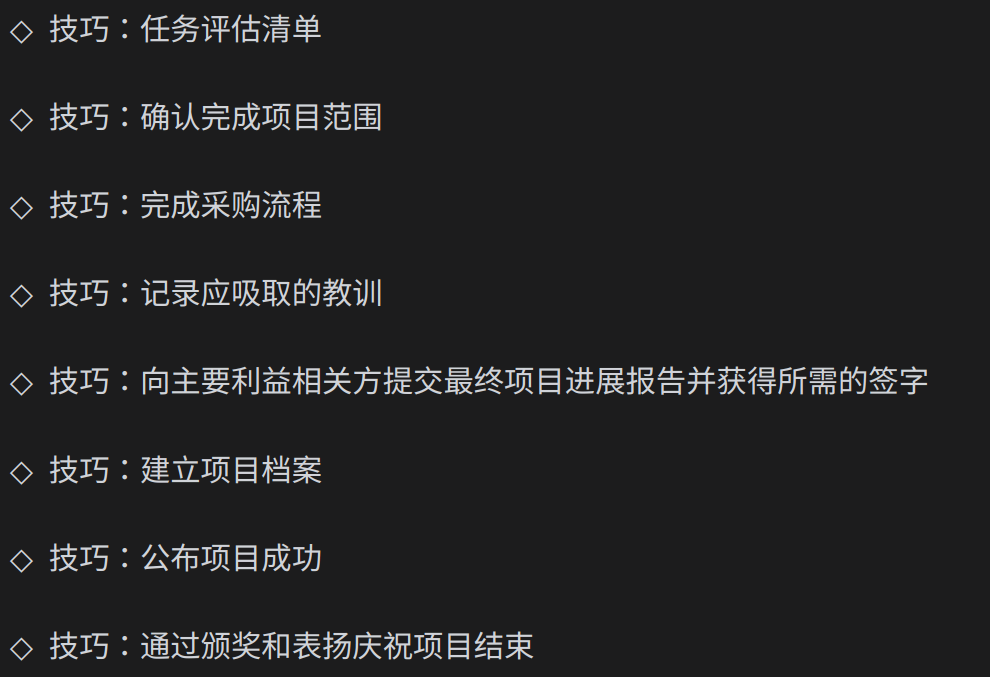 ◇ 技巧：任务评估清单
◇ 技巧：确认完成项目范围
◇ 技巧：完成采购流程
◇ 技巧：记录应吸取的教训
◇ 技巧：向主要利益相关方提交最终项目进展报告并获得所需的签字
◇ 技巧：建立项目档案
◇ 技巧：公布项目成功
◇ 技巧：通过颁奖和表扬庆祝项目结束